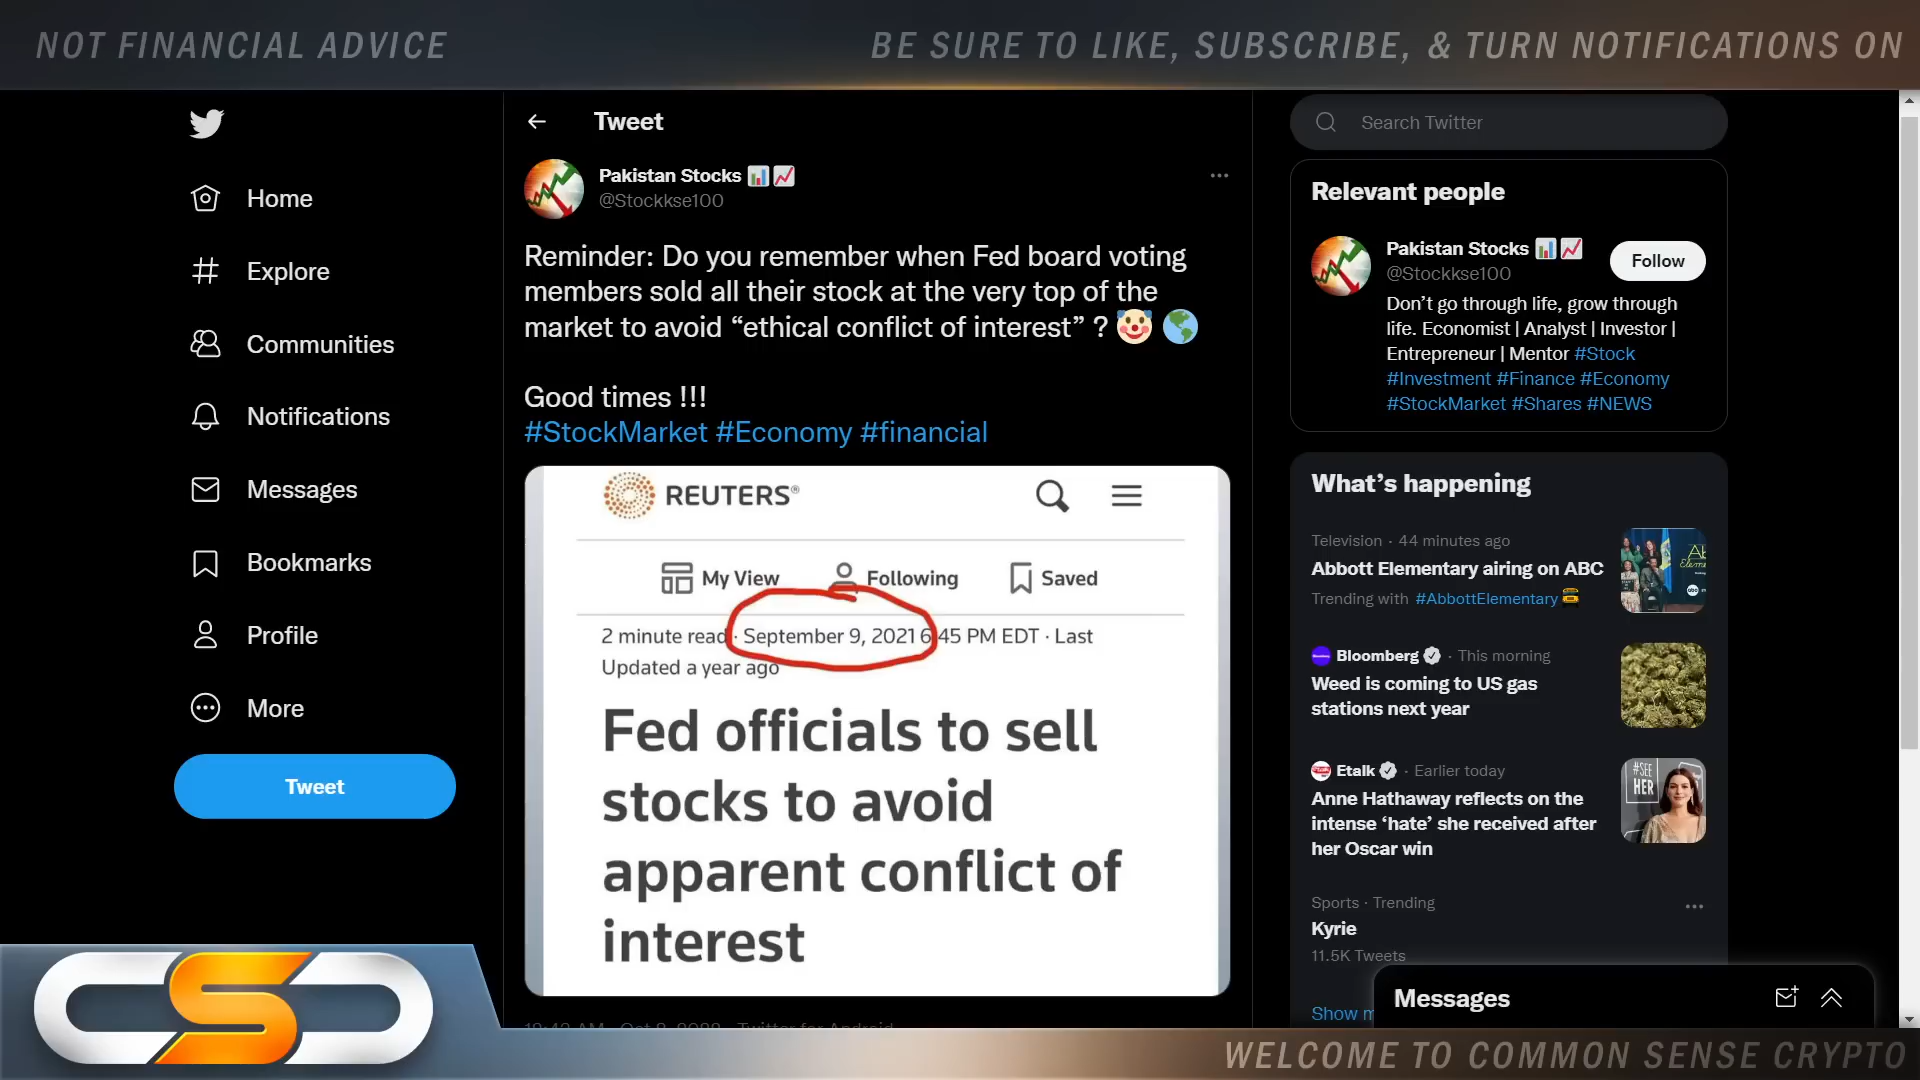 NOT FINANCIAL ADVICE
BE SURE TO LIKE, SUBSCRIBE, & TURN NOTIFICATIONS ON
Home
Explore
Communities
Notifications
Messages
Bookmarks
Profile
More
Tweet
Tweet
Pakistan Stocks 📊📈
@Stockkse100
Reminder: Do you remember when Fed board voting
members sold all their stock at the very top of the
market to avoid “ethical conflict of interest” ? 🤡 🌎
Good times !!!
#StockMarket #Economy #financial
REUTERS®
My View
Following
Saved
2 minute read · September 9, 2021 6:45 PM EDT · Last
Updated a year ago
Fed officials to sell
stocks to avoid
apparent conflict of
interest
Search Twitter
Relevant people
Pakistan Stocks 📊📈
@Stockkse100
Follow
Don’t go through life, grow through
life. Economist | Analyst | Investor |
Entrepreneur | Mentor #Stock
#Investment #Finance #Economy
#StockMarket #Shares #NEWS
What’s happening
Television · 44 minutes ago
Abbott Elementary airing on ABC
Trending with #AbbottElementary
Bloomberg · This morning
Weed is coming to US gas
stations next year
Etalk · Earlier today
Anne Hathaway reflects on the
intense ‘hate’ she received after
her Oscar win
#SEE
HER
abc
Sports · Trending
Kyrie
11.5K Tweets
Show
Messages
CSC
WELCOME TO COMMON SENSE CRYPTO